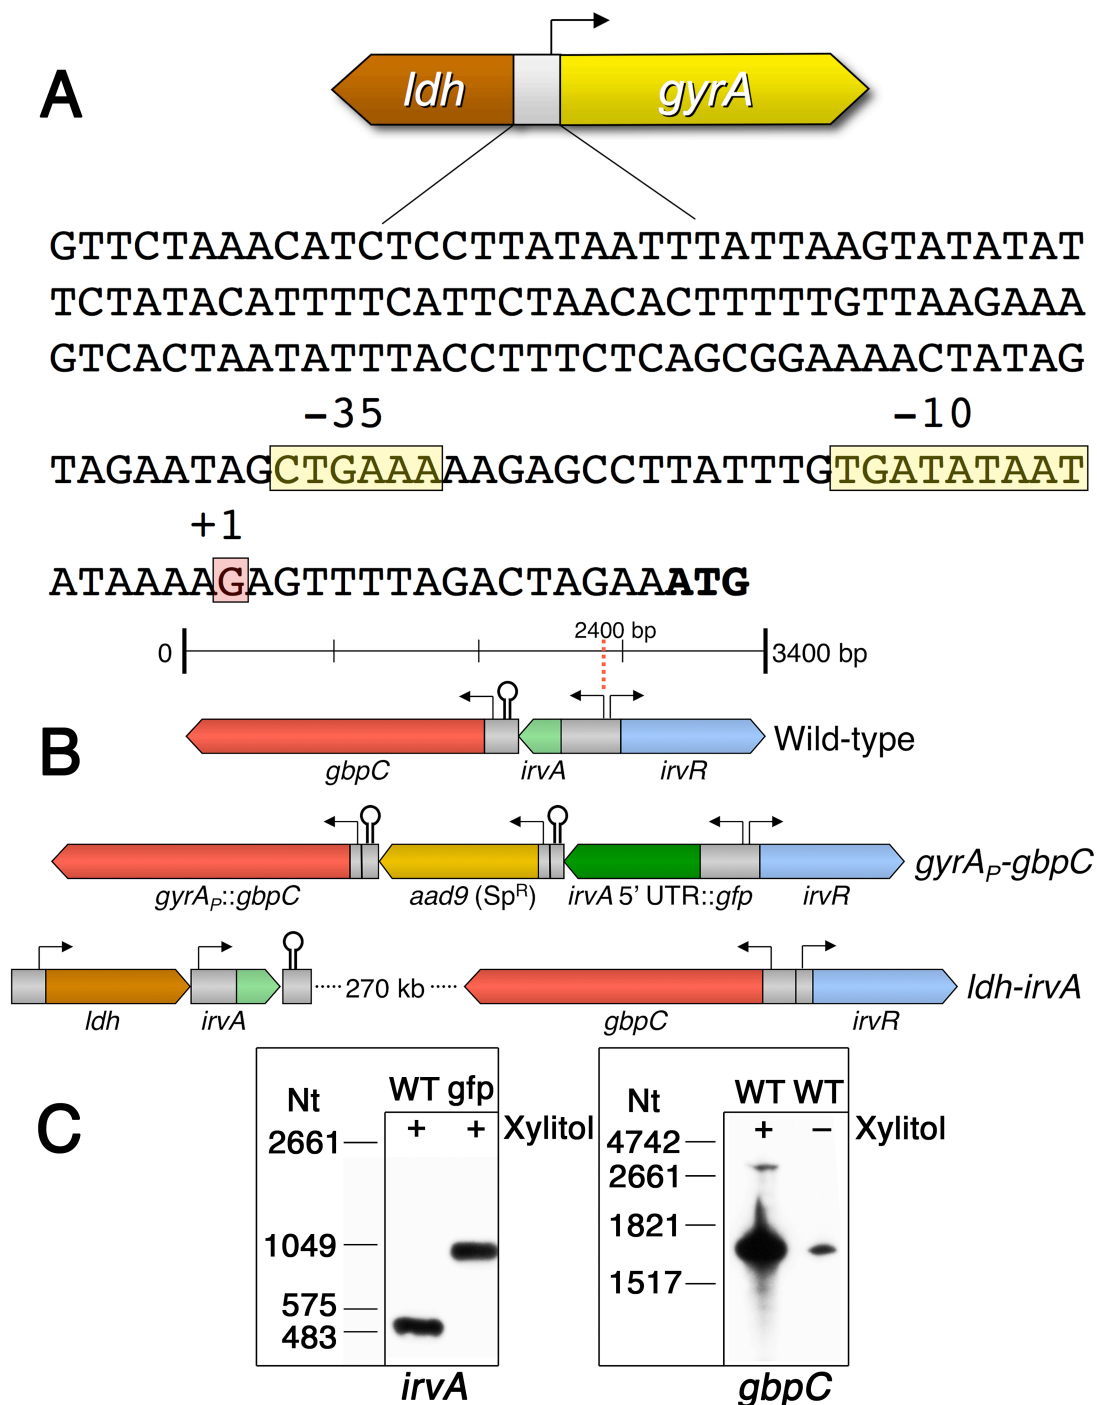 A
ldh gyrA
GTTCTAAACATCTCCTTATAATTTATTAAGTATATAT
TCTATACATTTTCATTCTAACACTTTTTGTTAAGAAA
GTCACTAATATTTACCTTTCTCAGCGGAAAACTATAG
−35 −10
TAGAATAGCTGAAAAAGAGCCTTATTTGTGATATAAT
+1
ATAAAAGAGTTTTAGACTAGAAATG
0 2400 bp 3400 bp
B
Wild-type
gbpC irvA irvR
gyrAP-gbpC
gyrAP::gbpC aad9 (SpR) irvA 5’ UTR::gfp irvR
270 kb ldh-irvA
ldh irvA gbpC irvR
C
Nt WT gfp
+ + Xylitol
2661
1049
575
483
irvA
Nt WT WT
+ − Xylitol
4742
2661
1821
1517
gbpC